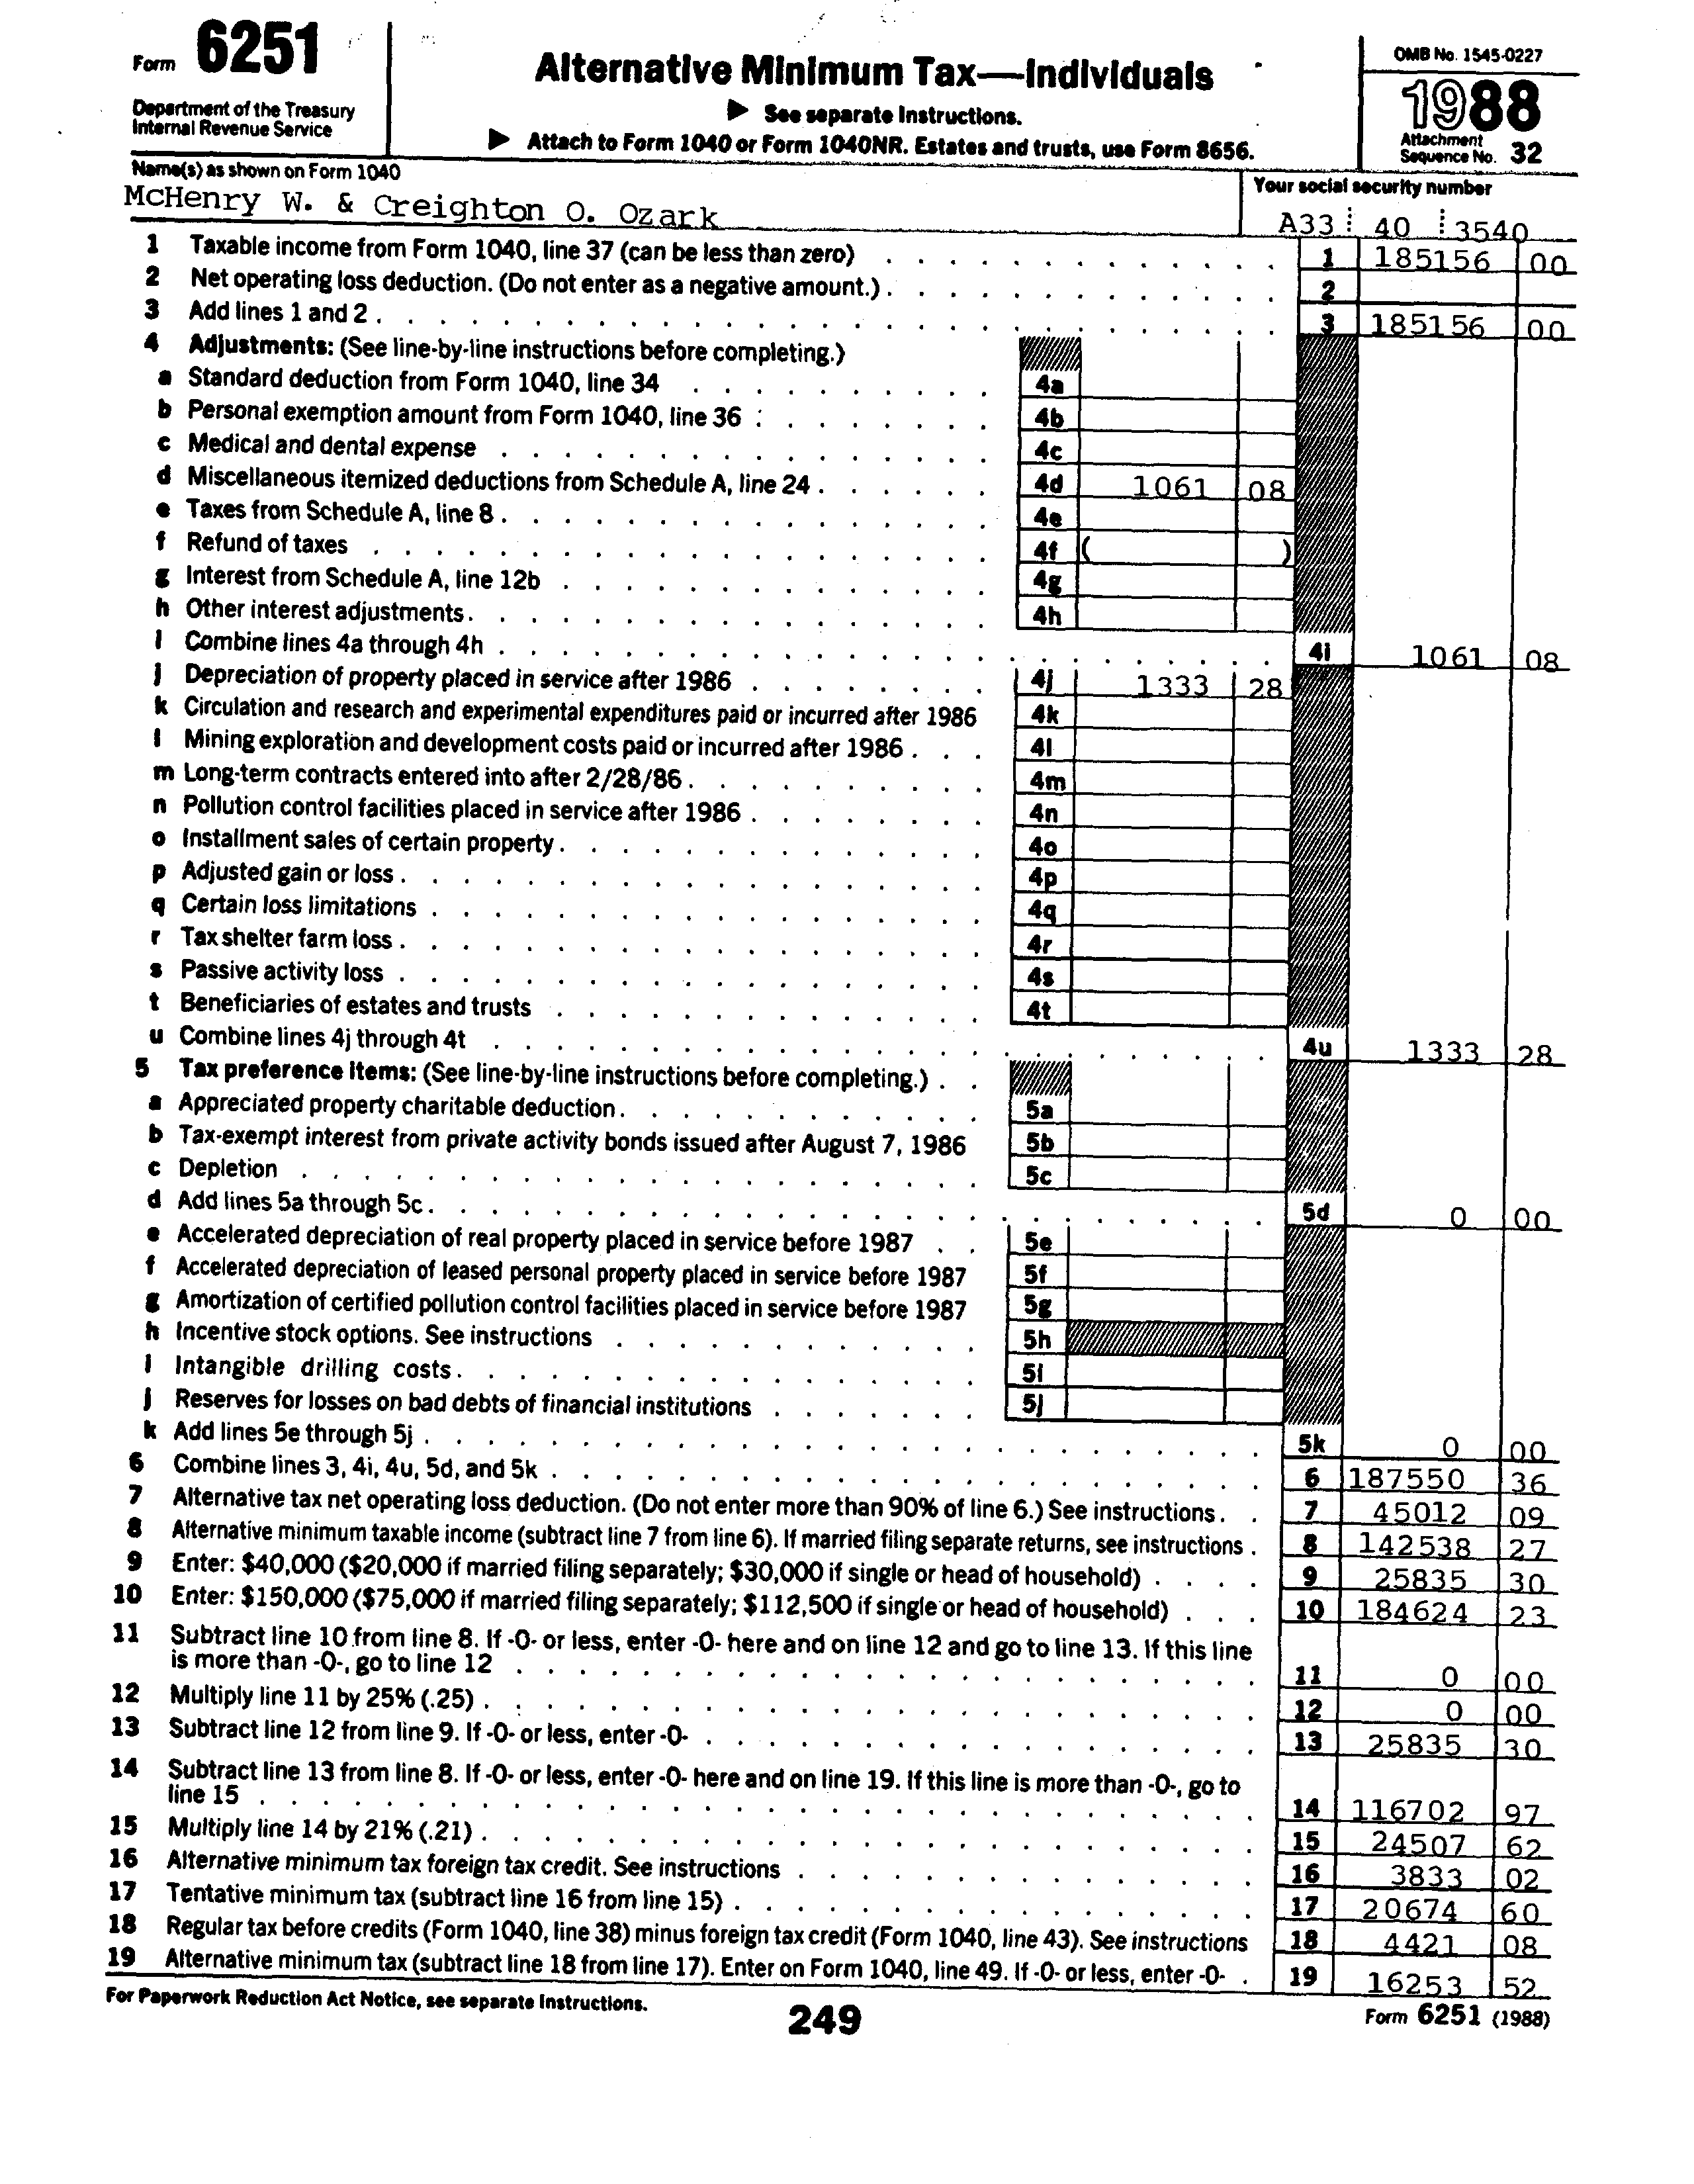 Form 6251
Department of the Treasury
Internal Revenue Service
Alternative Minimum Tax—Individuals
▶ See separate Instructions.
▶ Attach to Form 1040 or Form 1040NR. Estates and trusts, use Form 8656.
OMB No. 1545-0227
1988
Attachment
Sequence No. 32
Name(s) as shown on Form 1040
McHenry W. & Creighton O. Ozark
Your social security number
A33 40 3540
1 Taxable income from Form 1040, line 37 (can be less than zero) 1 185156 00
2 Net operating loss deduction. (Do not enter as a negative amount.) 2
3 Add lines 1 and 2 3 185156 00
4 Adjustments: (See line-by-line instructions before completing.)
a Standard deduction from Form 1040, line 34 4a
b Personal exemption amount from Form 1040, line 36 4b
c Medical and dental expense 4c
d Miscellaneous itemized deductions from Schedule A, line 24 4d 1061 08
e Taxes from Schedule A, line 8 4e
f Refund of taxes 4f ( )
g Interest from Schedule A, line 12b 4g
h Other interest adjustments 4h
i Combine lines 4a through 4h 4i 1061 08
j Depreciation of property placed in service after 1986 4j 1333 28
k Circulation and research and experimental expenditures paid or incurred after 1986 4k
l Mining exploration and development costs paid or incurred after 1986 4l
m Long-term contracts entered into after 2/28/86 4m
n Pollution control facilities placed in service after 1986 4n
o Installment sales of certain property 4o
p Adjusted gain or loss 4p
q Certain loss limitations 4q
r Tax shelter farm loss 4r
s Passive activity loss 4s
t Beneficiaries of estates and trusts 4t
u Combine lines 4j through 4t 4u 1333 28
5 Tax preference items: (See line-by-line instructions before completing.)
a Appreciated property charitable deduction 5a
b Tax-exempt interest from private activity bonds issued after August 7, 1986 5b
c Depletion 5c
d Add lines 5a through 5c 5d 0 00
e Accelerated depreciation of real property placed in service before 1987 5e
f Accelerated depreciation of leased personal property placed in service before 1987 5f
g Amortization of certified pollution control facilities placed in service before 1987 5g
h Incentive stock options. See instructions 5h
i Intangible drilling costs 5i
j Reserves for losses on bad debts of financial institutions 5j
k Add lines 5e through 5j 5k 0 00
6 Combine lines 3, 4i, 4u, 5d, and 5k 6 187550 36
7 Alternative tax net operating loss deduction. (Do not enter more than 90% of line 6.) See instructions 7 45012 09
8 Alternative minimum taxable income (subtract line 7 from line 6). If married filing separate returns, see instructions 8 142538 27
9 Enter: $40,000 ($20,000 if married filing separately; $30,000 if single or head of household) 9 25835 30
10 Enter: $150,000 ($75,000 if married filing separately; $112,500 if single or head of household) 10 184624 23
11 Subtract line 10 from line 8. If -0- or less, enter -0- here and on line 12 and go to line 13. If this line
is more than -0-, go to line 12 11 0 00
12 Multiply line 11 by 25% (.25) 12 0 00
13 Subtract line 12 from line 9. If -0- or less, enter -0- 13 25835 30
14 Subtract line 13 from line 8. If -0- or less, enter -0- here and on line 19. If this line is more than -0-, go to
line 15 14 116702 97
15 Multiply line 14 by 21% (.21) 15 24507 62
16 Alternative minimum tax foreign tax credit. See instructions 16 3833 02
17 Tentative minimum tax (subtract line 16 from line 15) 17 20674 60
18 Regular tax before credits (Form 1040, line 38) minus foreign tax credit (Form 1040, line 43). See instructions 18 4421 08
19 Alternative minimum tax (subtract line 18 from line 17). Enter on Form 1040, line 49. If -0- or less, enter -0- 19 16253 52
For Paperwork Reduction Act Notice, see separate Instructions.
249
Form 6251 (1988)